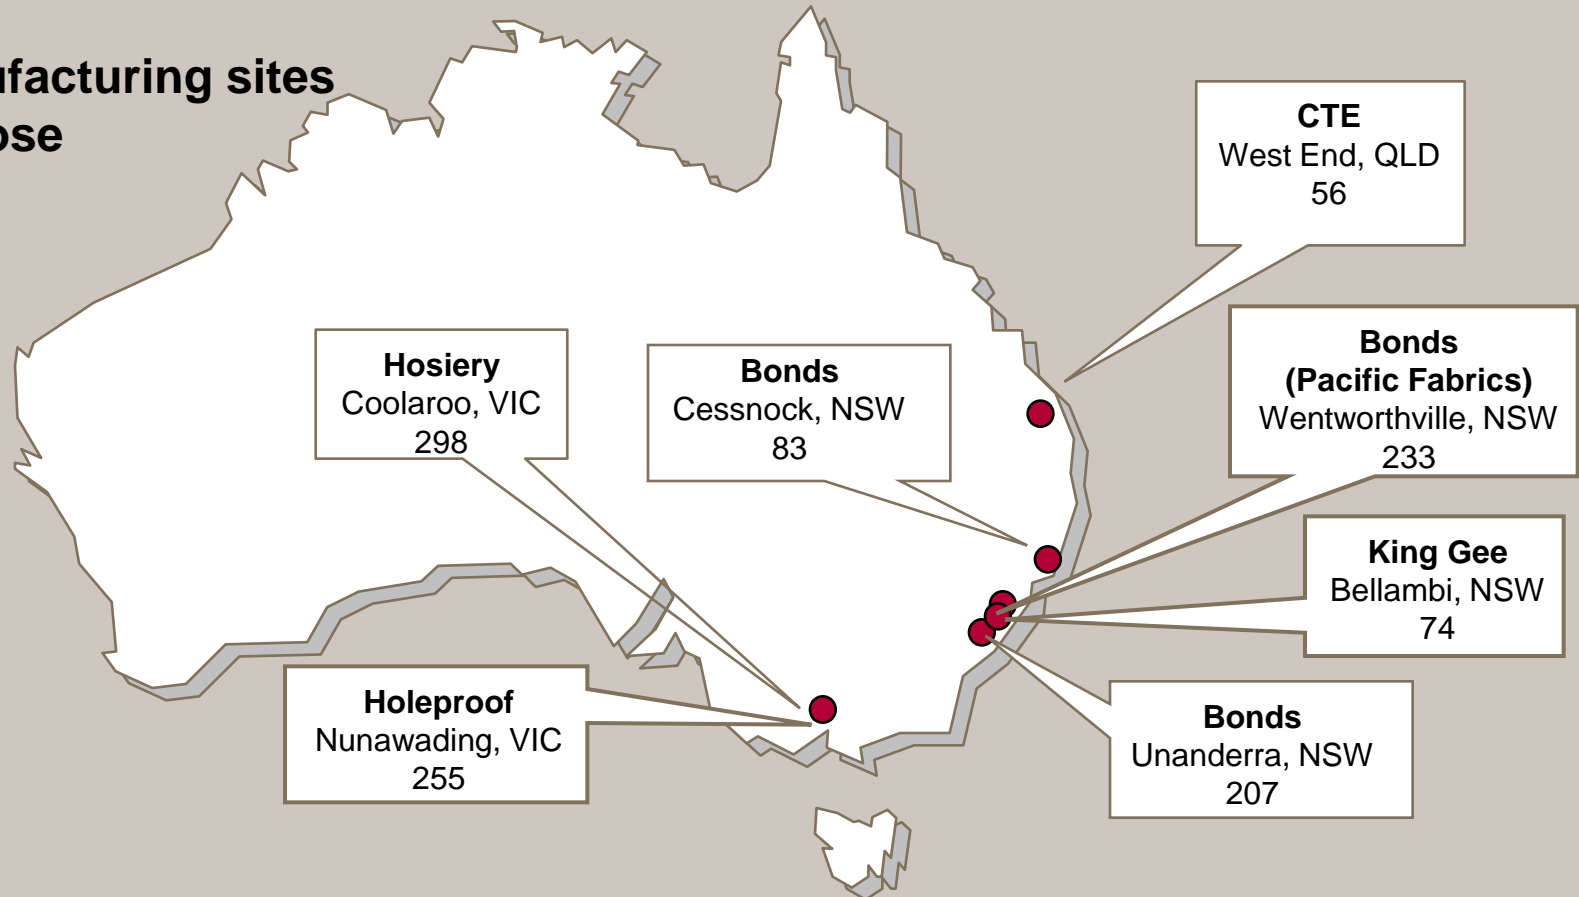 ufacturing sites
ose
CTE
West End, QLD
56
Hosiery
Coolaroo, VIC
298
Bonds
Cessnock, NSW
83
Bonds
(Pacific Fabrics)
Wentworthville, NSW
233
King Gee
Bellambi, NSW
74
Holeproof
Nunawading, VIC
255
Bonds
Unanderra, NSW
207